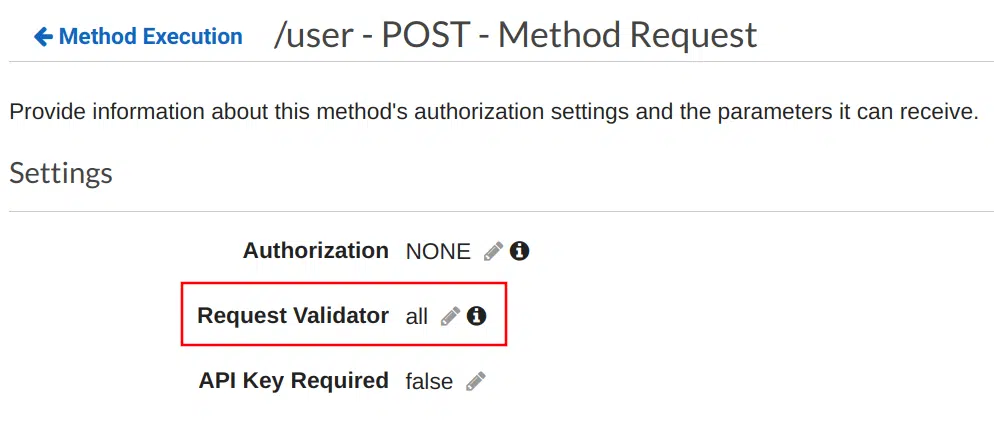 Method Execution /user - POST - Method Request
Provide information about this method's authorization settings and the parameters it can receive.
Settings
Authorization NONE
Request Validator all
API Key Required false